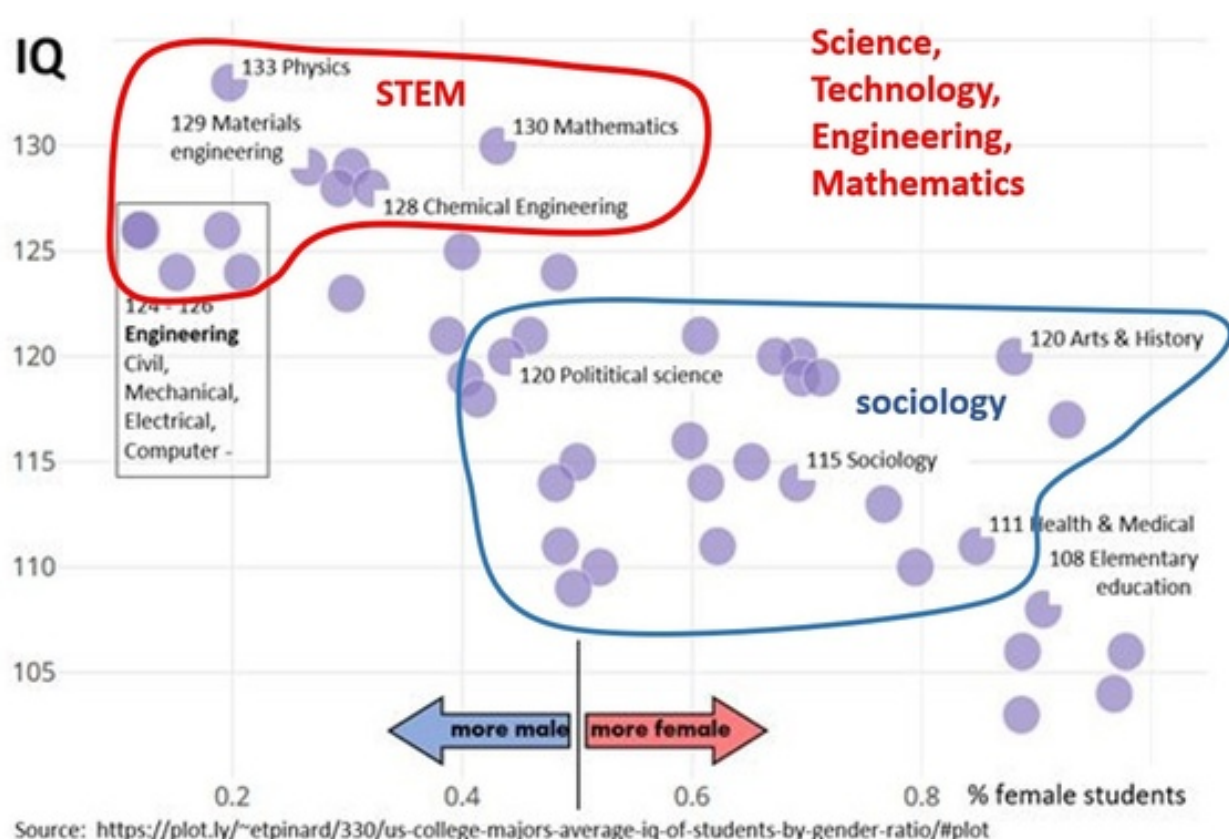 IQ
133 Physics
STEM
Science,
Technology,
Engineering,
Mathematics
129 Materials
engineering
130 Mathematics
130
128 Chemical Engineering
125
124 - 126
Engineering
Civil,
Mechanical,
Electrical,
Computer -
120
120 Polititical science
120 Arts & History
sociology
115
115 Sociology
111 Health & Medical
110
108 Elementary
education
105
more male
more female
0.2
0.4
0.6
0.8
% female students
Source: https://plot.ly/~etpinard/330/us-college-majors-average-iq-of-students-by-gender-ratio/#plot